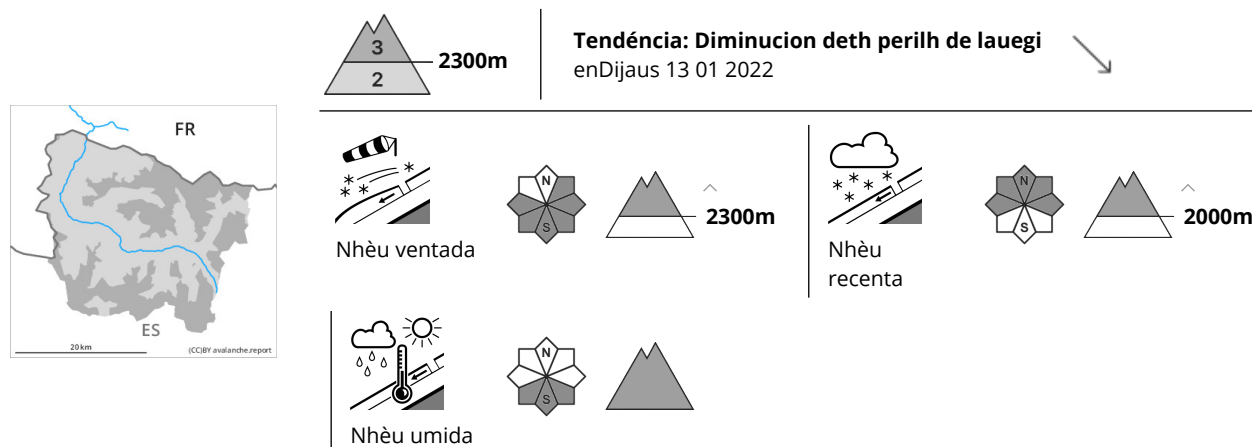 3
2
2300m
Tendéncia: Diminucion deth perilh de lauegi
enDijaus 13 01 2022
FR
ES
20 km
(CC)BY avalanche.report
N
S
2300m
Nhèu ventada
N
S
2000m
Nhèu
recenta
N
S
Nhèu umida